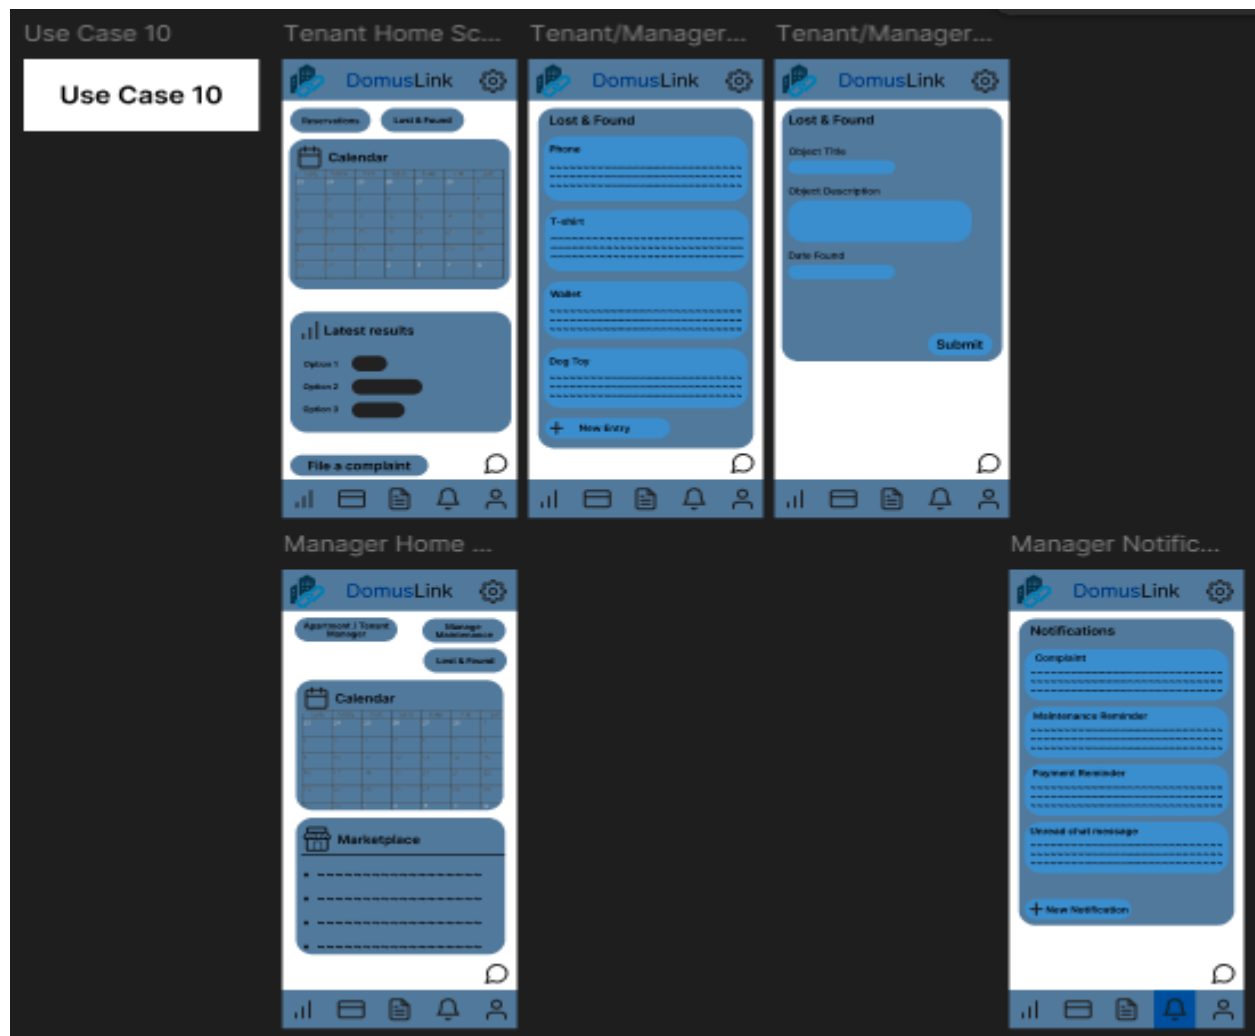 Use Case 10
Tenant Home Sc...
Tenant/Manager...
Tenant/Manager...
Use Case 10
DomusLink
Reservations
Lost & Found
Calendar
Latest results
Option 1
Option 2
Option 3
File a complaint
DomusLink
Lost & Found
Phone
T-shirt
Wallet
Dog Toy
+ New Entry
DomusLink
Lost & Found
Object Title
Object Description
Date Found
Submit
Manager Home ...
DomusLink
Apartment / Tenant
Manager
Manage
Maintenance
Lost & Found
Calendar
Marketplace
Manager Notific...
DomusLink
Notifications
Complaint
Maintenance Reminder
Payment Reminder
Unread chat message
+ New Notification